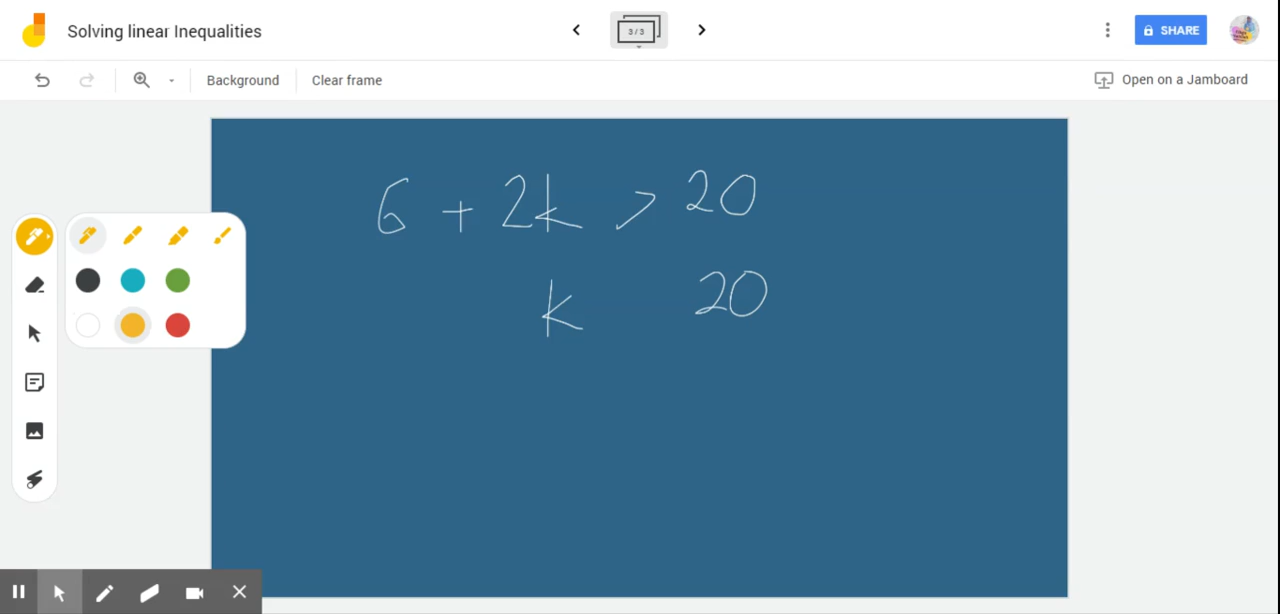 Solving linear Inequalities
3 / 3
SHARE
Background
Clear frame
Open on a Jamboard
6 + 2k > 20
k 20